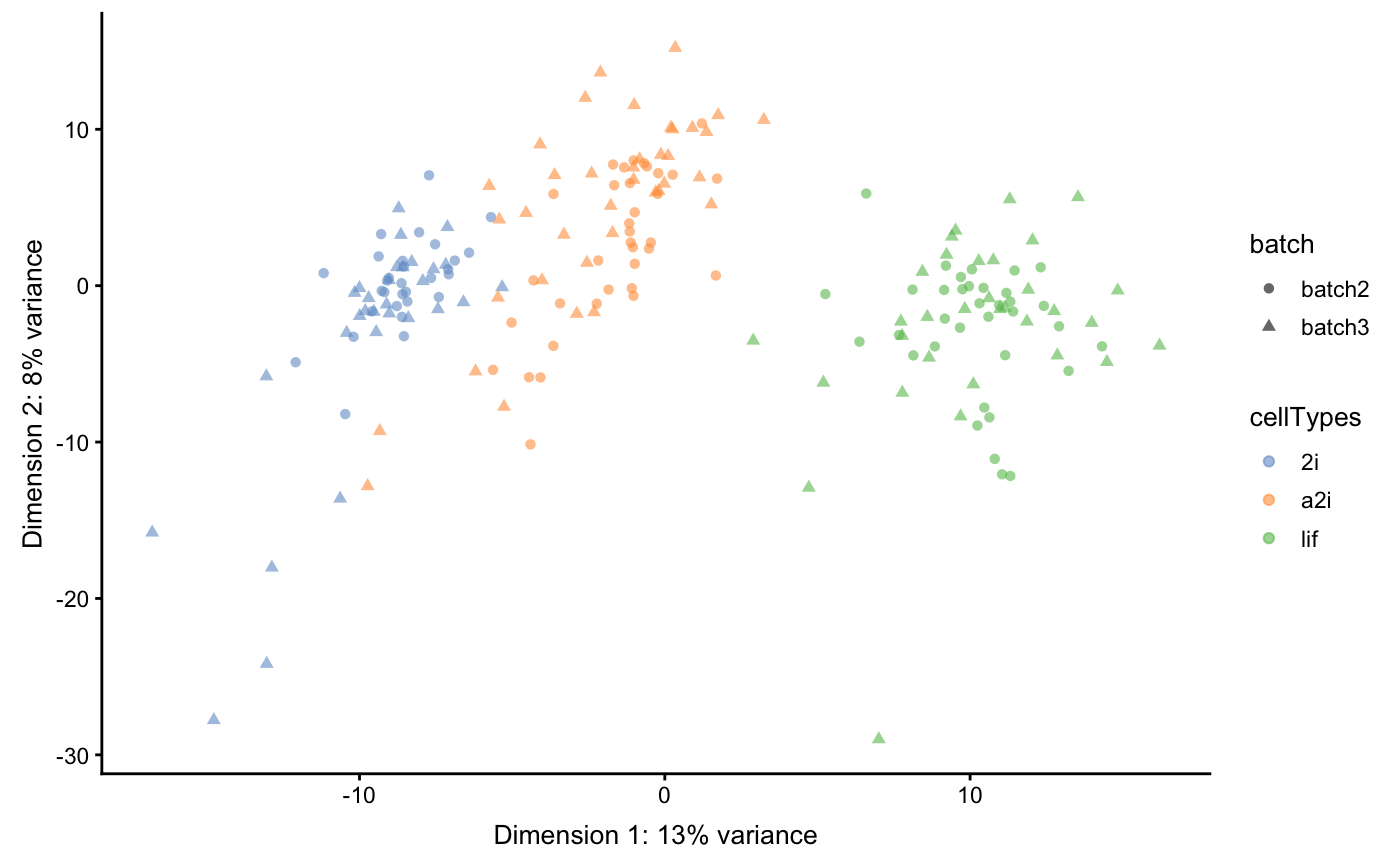 10
0
-10
-20
-30
Dimension 2: 8% variance
-10
0
10
Dimension 1: 13% variance
batch
batch2
batch3
cellTypes
2i
a2i
lif